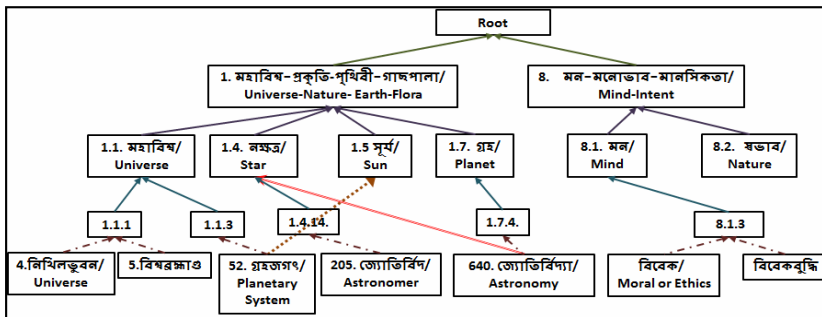 Root
1. মহাবিশ্ব–প্রকৃতি-পৃথিবী–গাছপালা/
Universe-Nature- Earth-Flora
8. মন–মনোভাব–মানসিকতা/
Mind-Intent
1.1. মহাবিশ্ব/
Universe
1.4. নক্ষত্র/
Star
1.5 সূর্য/
Sun
1.7. গ্রহ/
Planet
8.1. মন/
Mind
8.2. ষভাব/
Nature
1.1.1
1.1.3
1.4.14.
1.7.4.
8.1.3
4.নিখিলভুবন/
Universe
5.বিশ্বব্রহ্মাণ্ড
52. গ্রহজগৎ/
Planetary
System
205. জ্যোতির্বিদ/
Astronomer
640. জ্যোতির্বিদ্যা/
Astronomy
বিবেক/
Moral or Ethics
বিবেকবুদ্ধি